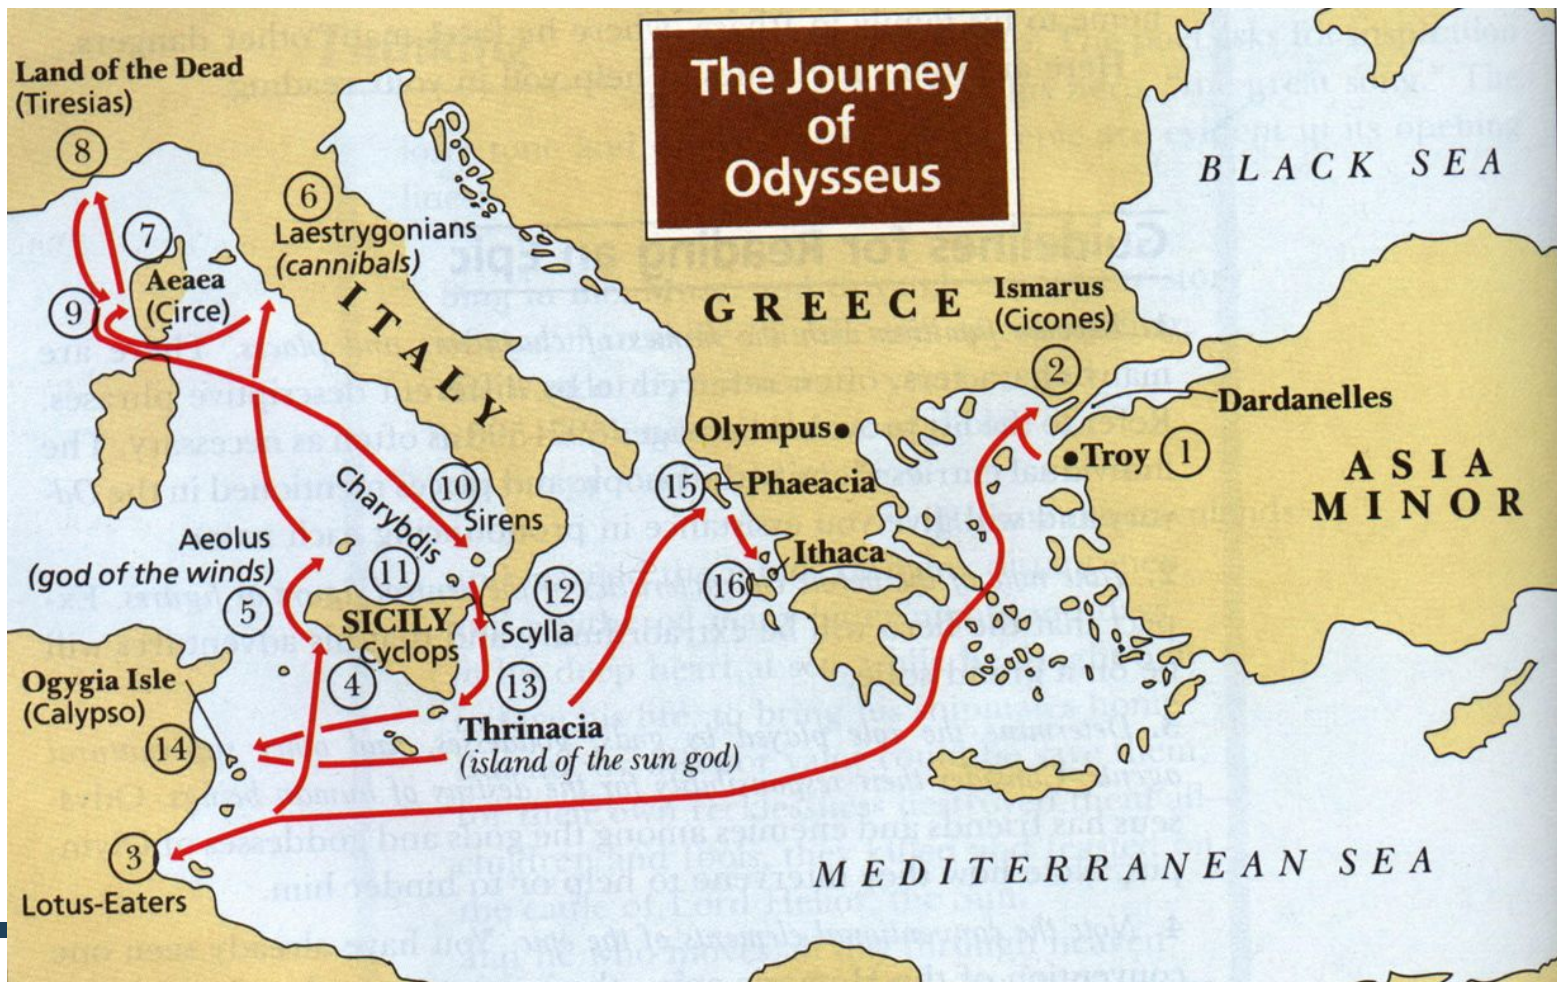 The Journey
of
Odysseus
Land of the Dead
(Tiresias)
8
7
Aeaea
(Circe)
9
6
Laestrygonians
(cannibals)
ITALY
GREECE
BLACK SEA
Ismarus
(Cicones)
2
Dardanelles
Olympus
Troy
1
ASIA
MINOR
15
Phaeacia
Ithaca
16
Charybdis
10
Sirens
11
Aeolus
(god of the winds)
5
12
Scylla
SICILY
Cyclops
4
13
Thrinacia
(island of the sun god)
Ogygia Isle
(Calypso)
14
3
Lotus-Eaters
MEDITERRANEAN SEA